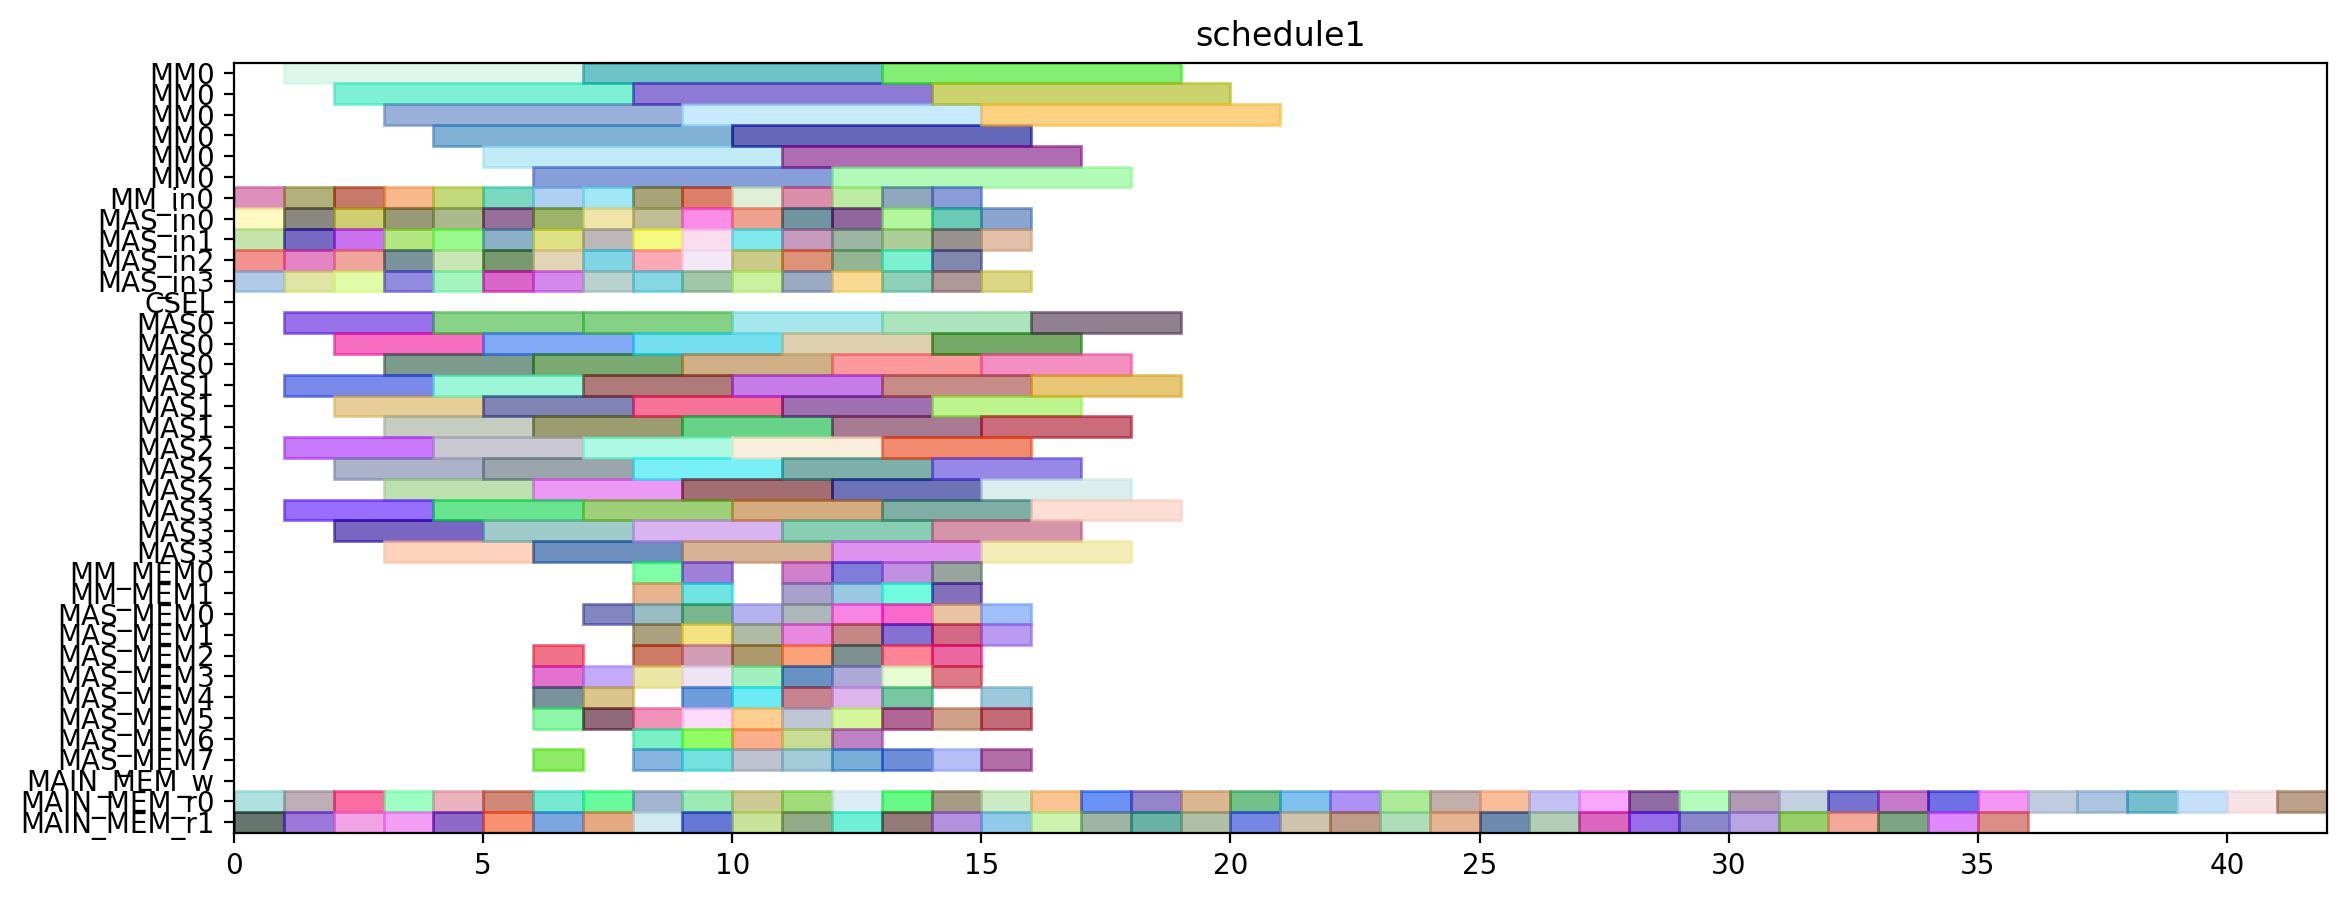 schedule1
MM0
MM0
MM0
MM0
MM0
MM0
MM_in0
MAS_in0
MAS_in1
MAS_in2
MAS_in3
CSEL
MAS0
MAS0
MAS0
MAS1
MAS1
MAS1
MAS2
MAS2
MAS2
MAS3
MAS3
MAS3
MM_MEM0
MM_MEM1
MAS_MEM0
MAS_MEM1
MAS_MEM2
MAS_MEM3
MAS_MEM4
MAS_MEM5
MAS_MEM6
MAS_MEM7
MAIN_MEM_w
MAIN_MEM_r0
MAIN_MEM_r1
0 5 10 15 20 25 30 35 40